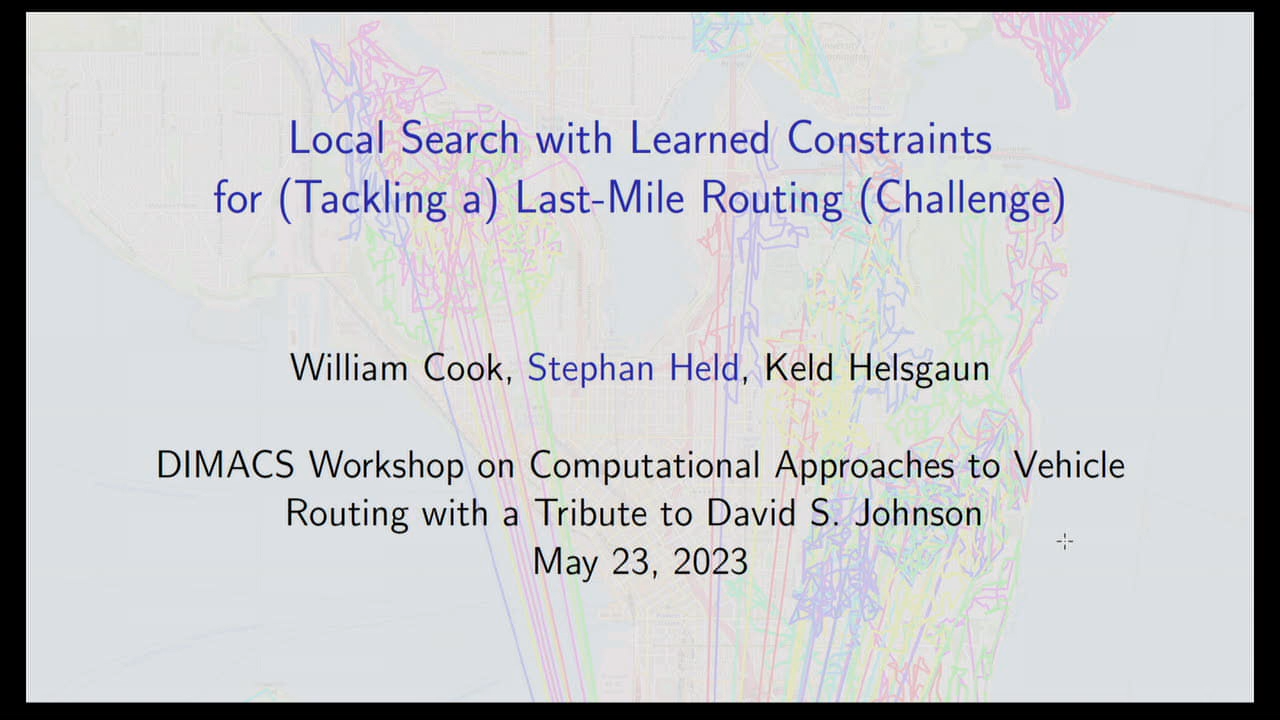 Local Search with Learned Constraints
for (Tackling a) Last-Mile Routing (Challenge)
William Cook, Stephan Held, Keld Helsgaun
DIMACS Workshop on Computational Approaches to Vehicle
Routing with a Tribute to David S. Johnson
May 23, 2023